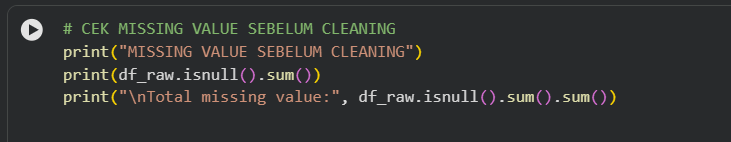 # CEK MISSING VALUE SEBELUM CLEANING
print("MISSING VALUE SEBELUM CLEANING")
print(df_raw.isnull().sum())
print("\nTotal missing value:", df_raw.isnull().sum().sum())